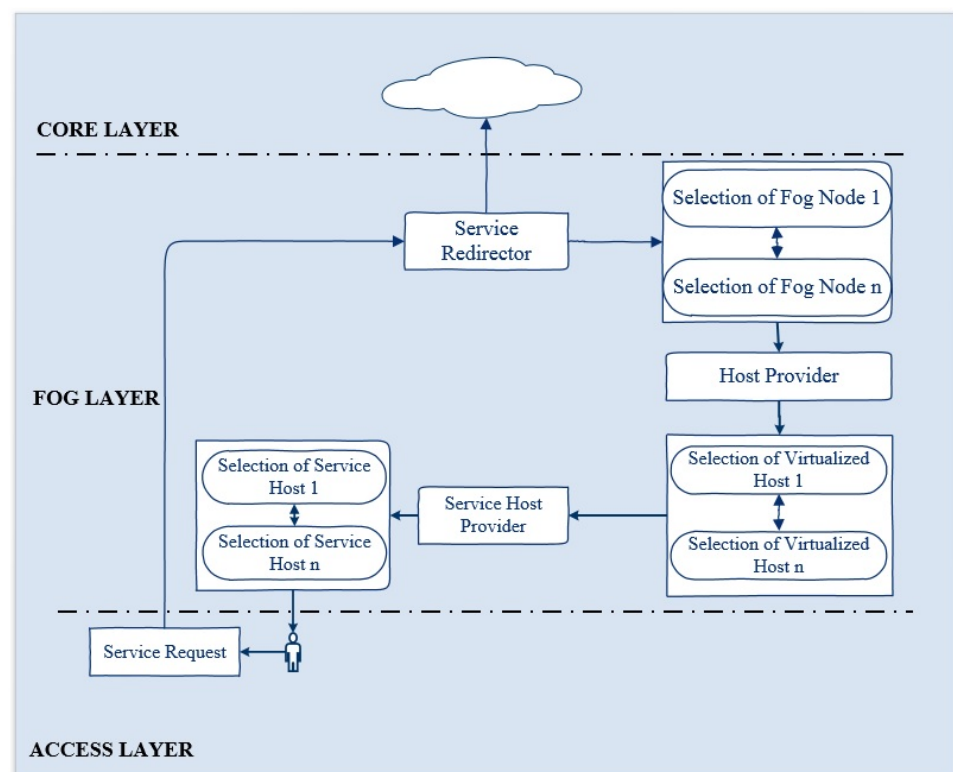 CORE LAYER
Selection of Fog Node 1
Service
Redirector
Selection of Fog Node n
Host Provider
FOG LAYER
Selection of Service
Host 1
Selection of Virtualized
Host 1
Service Host
Provider
Selection of Service
Host n
Selection of Virtualized
Host n
Service Request
ACCESS LAYER